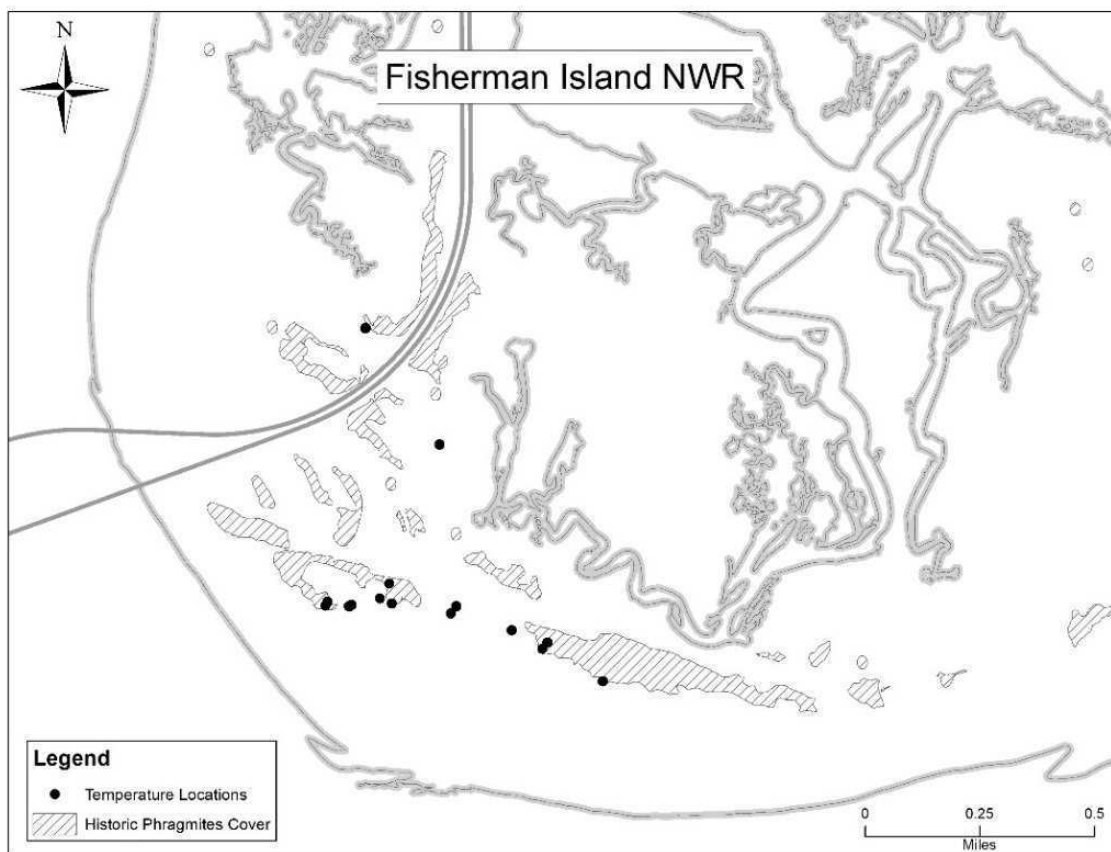 N
Fisherman Island NWR
Legend
Temperature Locations
Historic Phragmites Cover
0 0.25 0.5
Miles